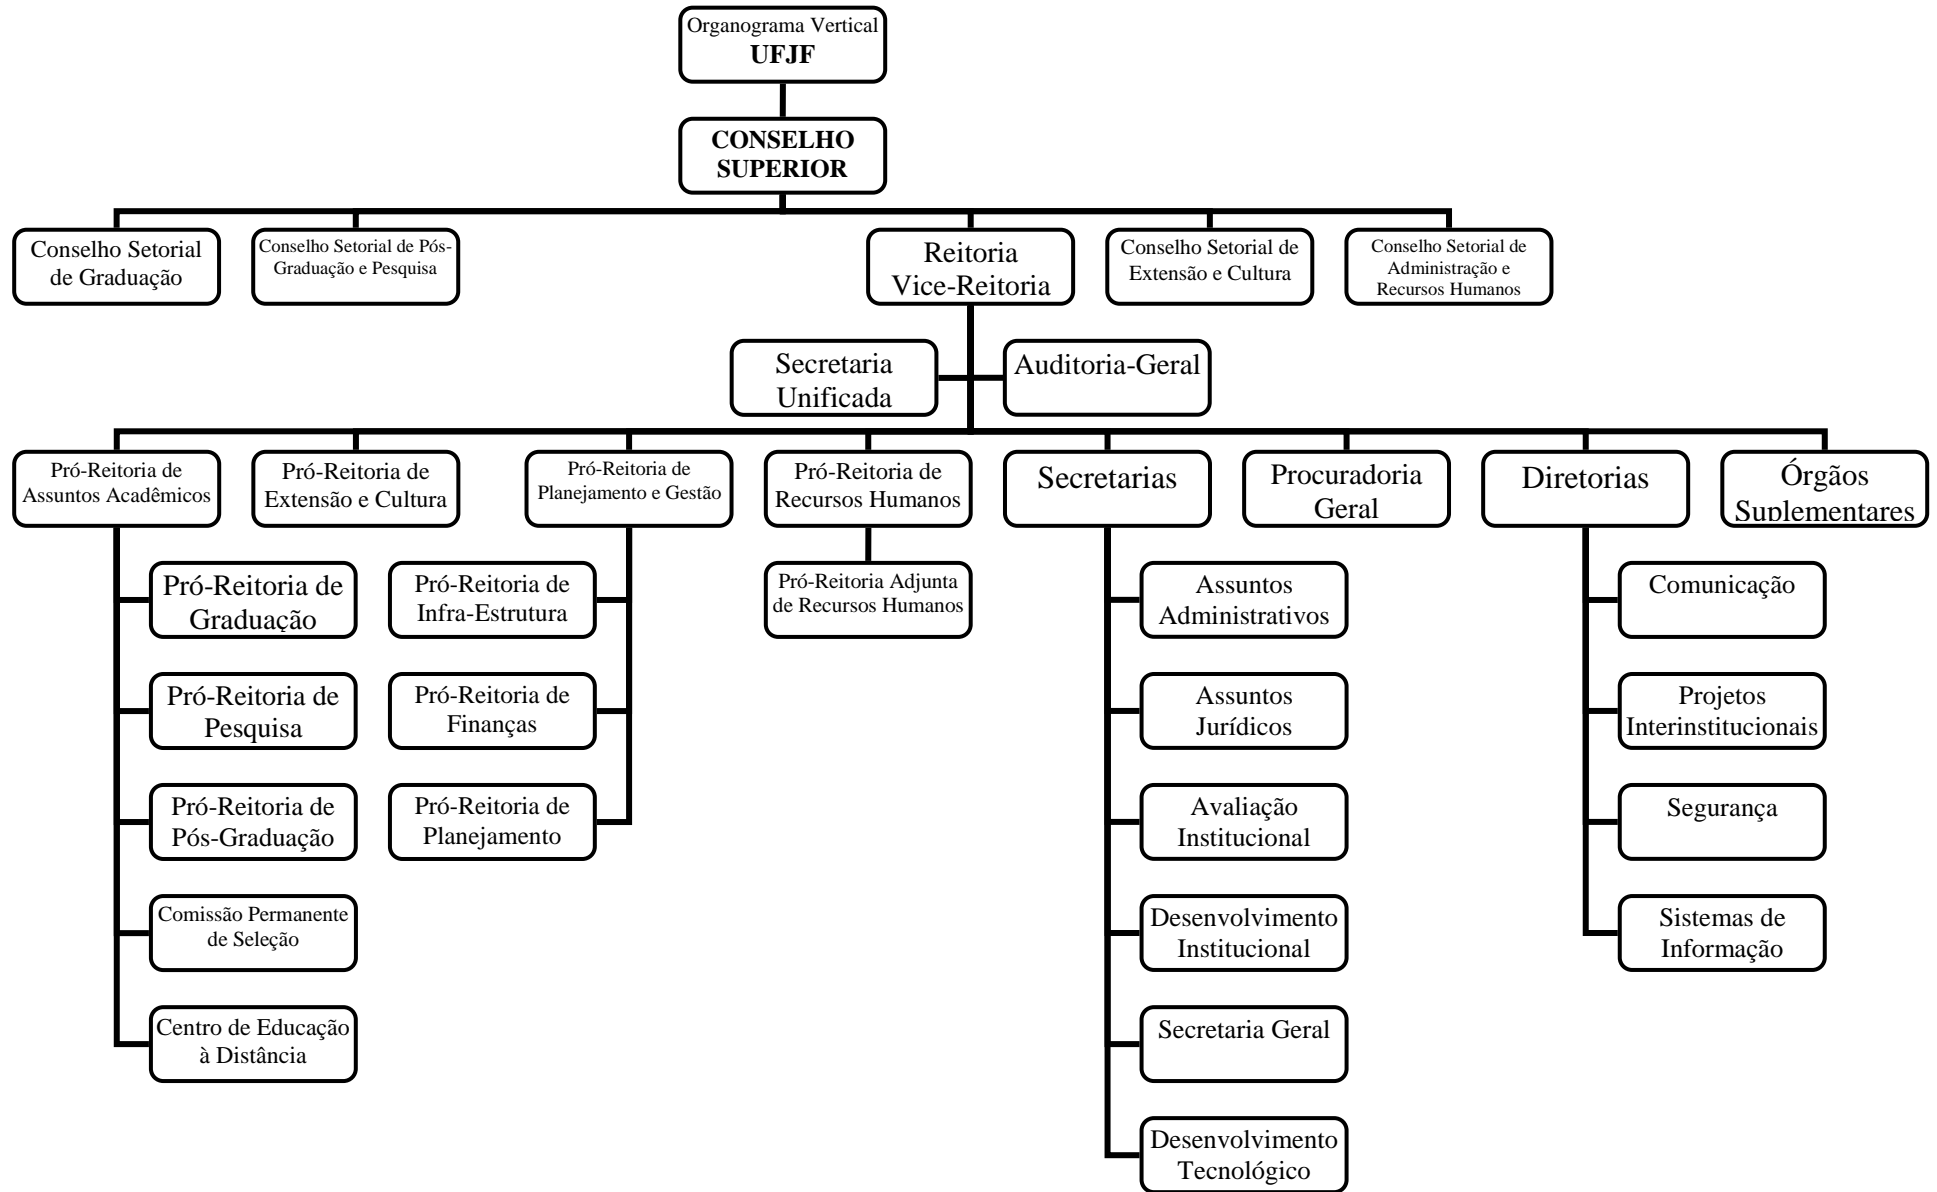 Organograma Vertical
UFJF
CONSELHO
SUPERIOR
Conselho Setorial
de Graduação
Conselho Setorial de Pós-
Graduação e Pesquisa
Reitoria
Vice-Reitoria
Conselho Setorial de
Extensão e Cultura
Conselho Setorial de
Administração e
Recursos Humanos
Secretaria
Unificada
Auditoria-Geral
Pró-Reitoria de
Assuntos Acadêmicos
Pró-Reitoria de
Extensão e Cultura
Pró-Reitoria de
Planejamento e Gestão
Pró-Reitoria de
Recursos Humanos
Secretarias
Procuradoria
Geral
Diretorias
Órgãos
Suplementares
Pró-Reitoria de
Graduação
Pró-Reitoria de
Pesquisa
Pró-Reitoria de
Pós-Graduação
Comissão Permanente
de Seleção
Centro de Educação
à Distância
Pró-Reitoria de
Infra-Estrutura
Pró-Reitoria de
Finanças
Pró-Reitoria de
Planejamento
Pró-Reitoria Adjunta
de Recursos Humanos
Assuntos
Administrativos
Assuntos
Jurídicos
Avaliação
Institucional
Desenvolvimento
Institucional
Secretaria Geral
Desenvolvimento
Tecnológico
Comunicação
Projetos
Interinstitucionais
Segurança
Sistemas de
Informação